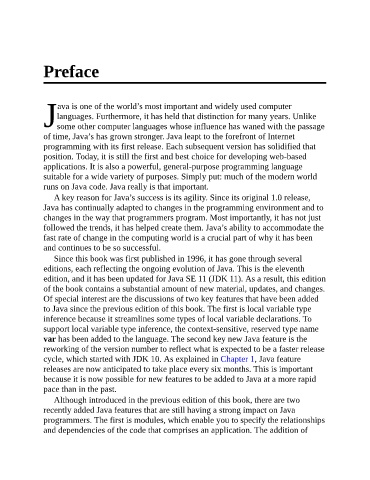 Preface
Java is one of the world's most important and widely used computer
languages. Furthermore, it has held that distinction for many years. Unlike
some other computer languages whose influence has waned with the passage
of time, Java's has grown stronger. Java leapt to the forefront of Internet
programming with its first release. Each subsequent version has solidified that
position. Today, it is still the first and best choice for developing web-based
applications. It is also a powerful, general-purpose programming language
suitable for a wide variety of purposes. Simply put: much of the modern world
runs on Java code. Java really is that important.
A key reason for Java's success is its agility. Since its original 1.0 release,
Java has continually adapted to changes in the programming environment and to
changes in the way that programmers program. Most importantly, it has not just
followed the trends, it has helped create them. Java's ability to accommodate the
fast rate of change in the computing world is a crucial part of why it has been
and continues to be so successful.
Since this book was first published in 1996, it has gone through several
editions, each reflecting the ongoing evolution of Java. This is the eleventh
edition, and it has been updated for Java SE 11 (JDK 11). As a result, this edition
of the book contains a substantial amount of new material, updates, and changes.
Of special interest are the discussions of two key features that have been added
to Java since the previous edition of this book. The first is local variable type
inference because it streamlines some types of local variable declarations. To
support local variable type inference, the context-sensitive, reserved type name
var has been added to the language. The second key new Java feature is the
reworking of the version number to reflect what is expected to be a faster release
cycle, which started with JDK 10. As explained in Chapter 1, Java feature
releases are now anticipated to take place every six months. This is important
because it is now possible for new features to be added to Java at a more rapid
pace than in the past.
Although introduced in the previous edition of this book, there are two
recently added Java features that are still having a strong impact on Java
programmers. The first is modules, which enable you to specify the relationships
and dependencies of the code that comprises an application. The addition of